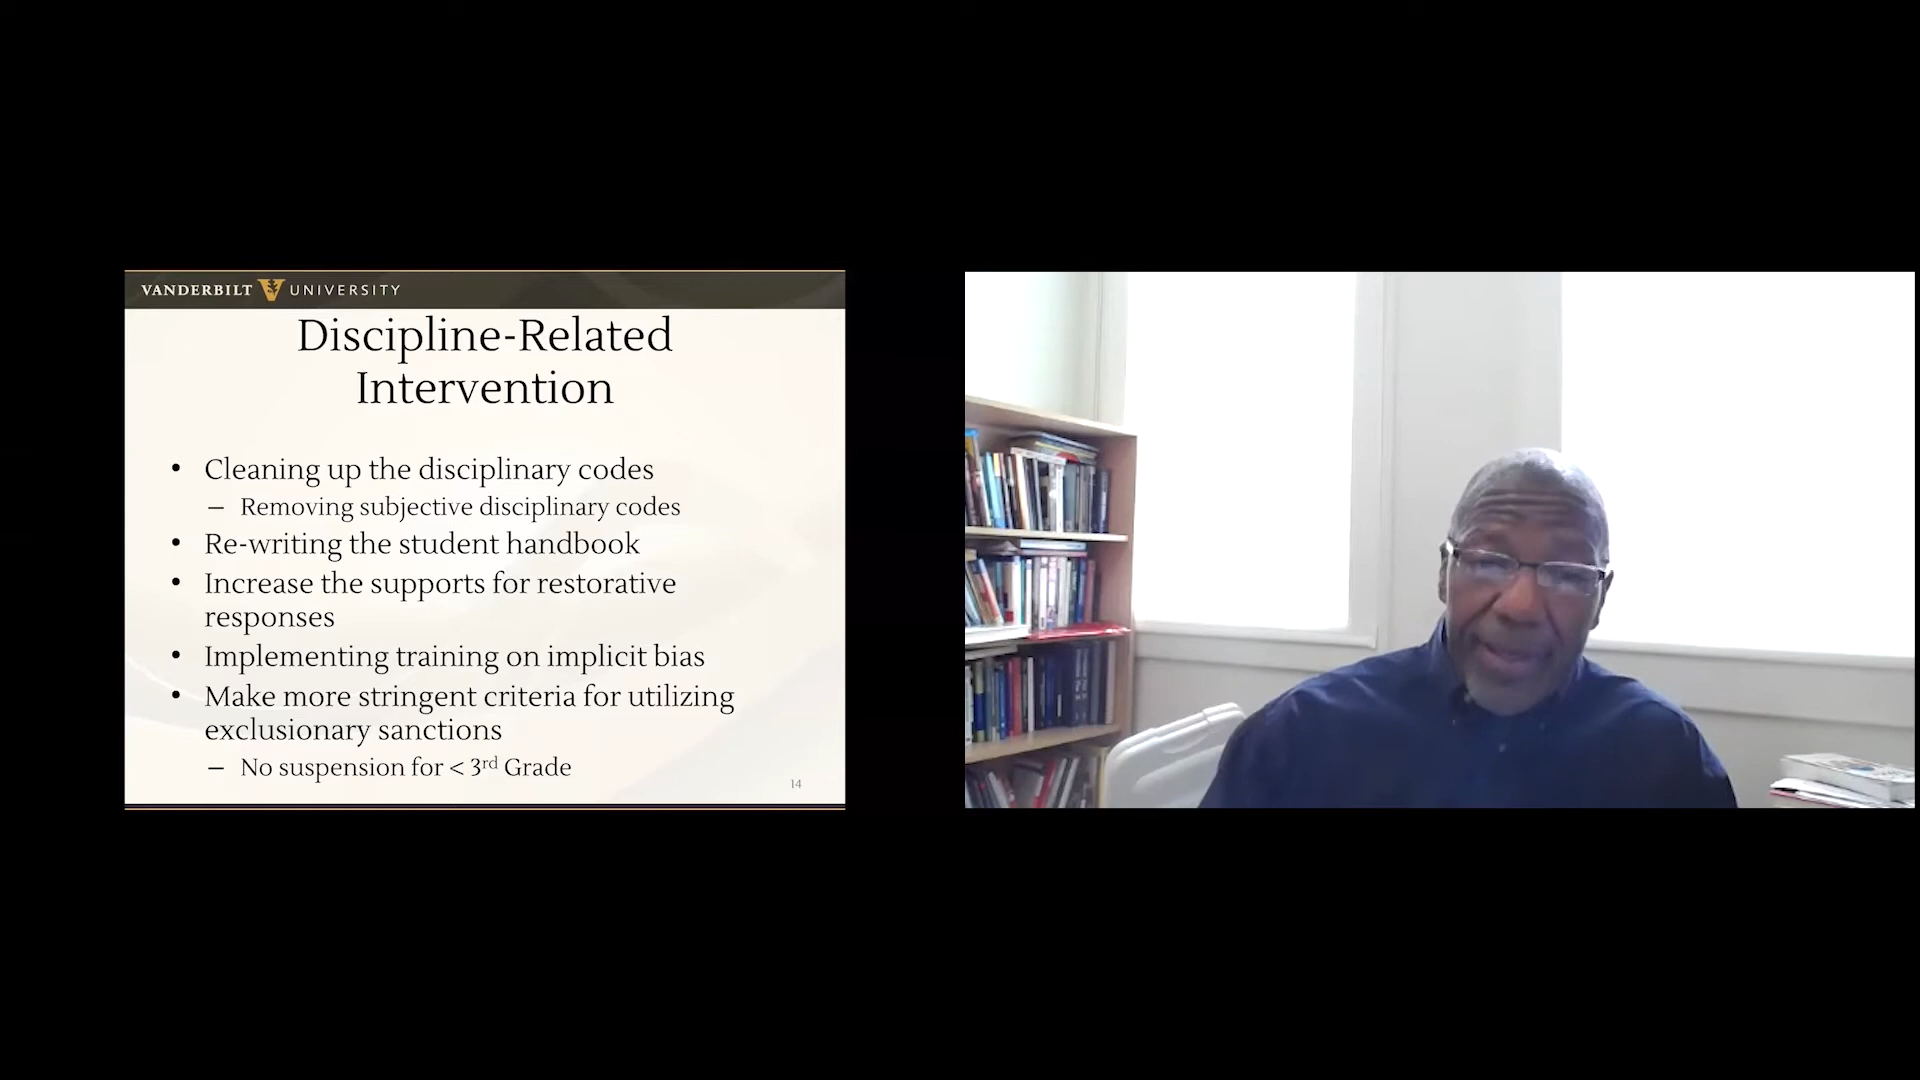 VANDERBILT UNIVERSITY
Discipline-Related
Intervention
• Cleaning up the disciplinary codes
– Removing subjective disciplinary codes
• Re-writing the student handbook
• Increase the supports for restorative
responses
• Implementing training on implicit bias
• Make more stringent criteria for utilizing
exclusionary sanctions
– No suspension for < 3rd Grade
14